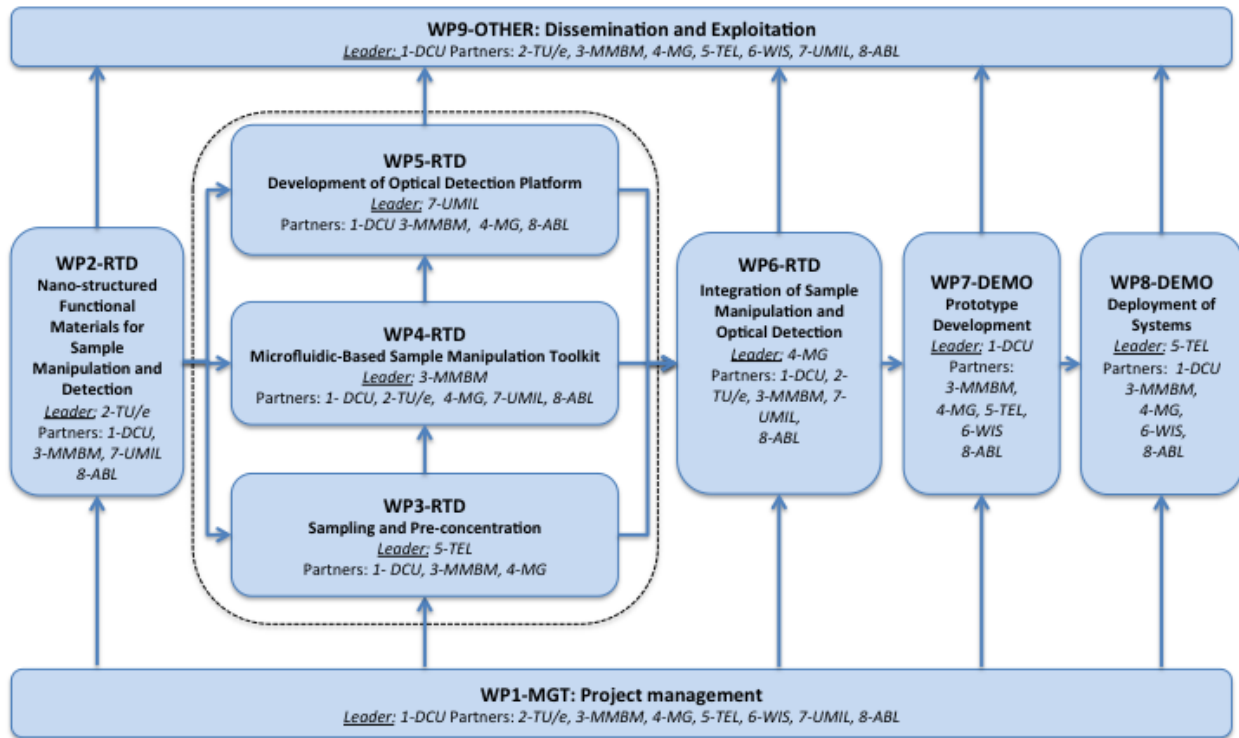 WP9-OTHER: Dissemination and Exploitation
Leader: 1-DCU Partners: 2-TU/e, 3-MMBM, 4-MG, 5-TEL, 6-WIS, 7-UMIL, 8-ABL
WP5-RTD
Development of Optical Detection Platform
Leader: 7-UMIL
Partners: 1-DCU 3-MMBM, 4-MG, 8-ABL
WP2-RTD
Nano-structured
Functional
Materials for
Sample
Manipulation and
Detection
Leader: 2-TU/e
Partners: 1-DCU,
3-MMBM, 7-UMIL
8-ABL
WP4-RTD
Microfluidic-Based Sample Manipulation Toolkit
Leader: 3-MMBM
Partners: 1- DCU, 2-TU/e, 4-MG, 7-UMIL, 8-ABL
WP3-RTD
Sampling and Pre-concentration
Leader: 5-TEL
Partners: 1- DCU, 3-MMBM, 4-MG
WP6-RTD
Integration of Sample
Manipulation and
Optical Detection
Leader: 4-MG
Partners: 1-DCU, 2-
TU/e, 3-MMBM, 7-
UMIL,
8-ABL
WP7-DEMO
Prototype
Development
Leader: 1-DCU
Partners:
3-MMBM,
4-MG, 5-TEL,
6-WIS
8-ABL
WP8-DEMO
Deployment of
Systems
Leader: 5-TEL
Partners: 1-DCU
3-MMBM,
4-MG,
6-WIS,
8-ABL
WP1-MGT: Project management
Leader: 1-DCU Partners: 2-TU/e, 3-MMBM, 4-MG, 5-TEL, 6-WIS, 7-UMIL, 8-ABL